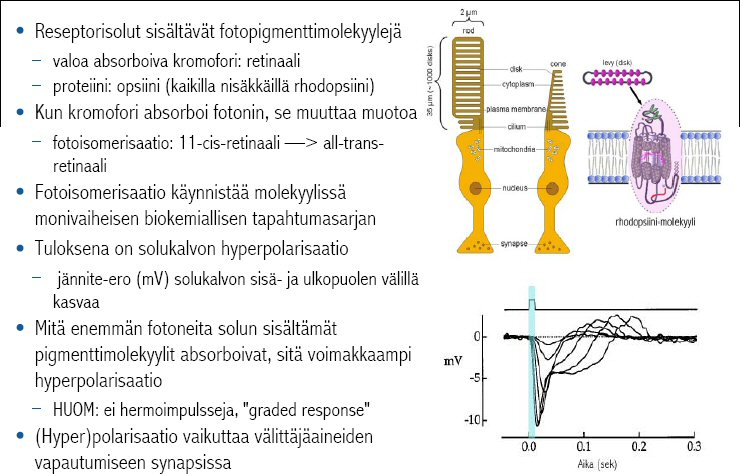 • Reseptorisolut sisältävät fotopigmenttimolekyylejä
– valoa absorboiva kromofori: retinaali
– proteiini: opsiini (kaikilla nisäkkäillä rhodopsiini)
• Kun kromofori absorboi fotonin, se muuttaa muotoa
– fotoisomerisaatio: 11-cis-retinaali —> all-trans-
retinaali
• Fotoisomerisaatio käynnistää molekyylissä
monivaiheisen biokemiallisen tapahtumasarjan
• Tuloksena on solukalvon hyperpolarisaatio
– jännite-ero (mV) solukalvon sisä- ja ulkopuolen välillä
kasvaa
• Mitä enemmän fotoneita solun sisältämät
pigmenttimolekyylit absorboivat, sitä voimakkaampi
hyperpolarisaatio
– HUOM: ei hermoimpulsseja, "graded response"
• (Hyper)polarisaatio vaikuttaa välittäjäaineiden
vapautumiseen synapsissa
2 µm
rod
35 µm (~1000 disks)
disk
cone
cytoplasm
plasma membrane
cilium
mitochondria
nucleus
synapse
levy (disk)
rhodopsiini-molekyyli
0
mV
-5
-10
0.0 0.1 0.2 0.3
Aika (sek)